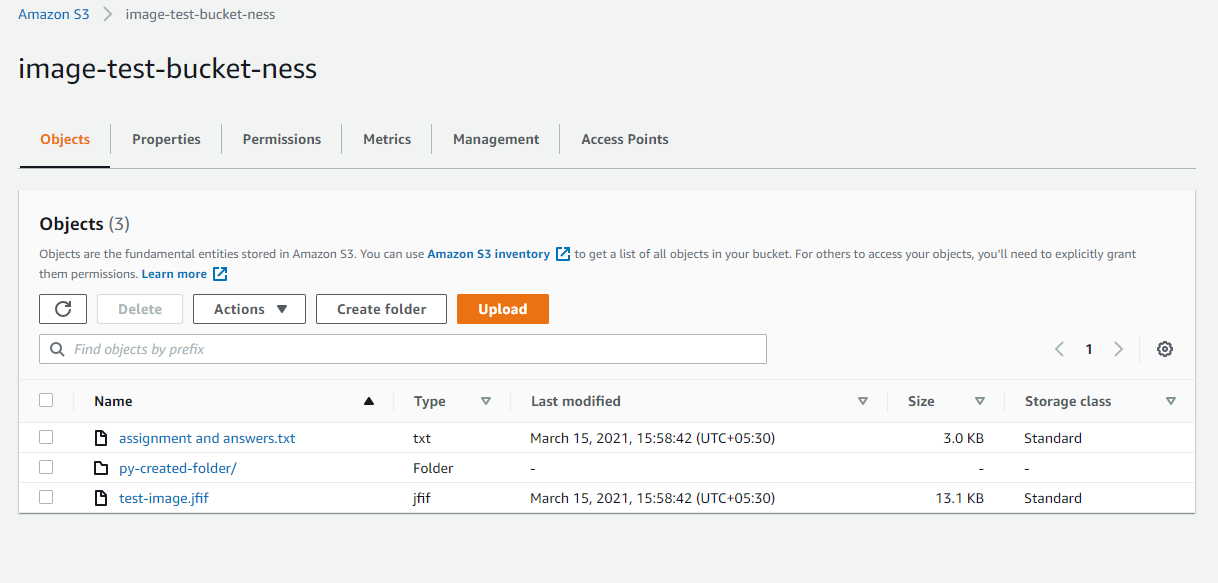 Amazon S3 > image-test-bucket-ness
image-test-bucket-ness
Objects Properties Permissions Metrics Management Access Points
Objects (3)
Objects are the fundamental entities stored in Amazon S3. You can use Amazon S3 inventory to get a list of all objects in your bucket. For others to access your objects, you'll need to explicitly grant
them permissions. Learn more
Delete Actions Create folder Upload
Find objects by prefix 1
Name Type Last modified Size Storage class
assignment and answers.txt txt March 15, 2021, 15:58:42 (UTC+05:30) 3.0 KB Standard
py-created-folder/ Folder - - -
test-image.jfif jfif March 15, 2021, 15:58:42 (UTC+05:30) 13.1 KB Standard